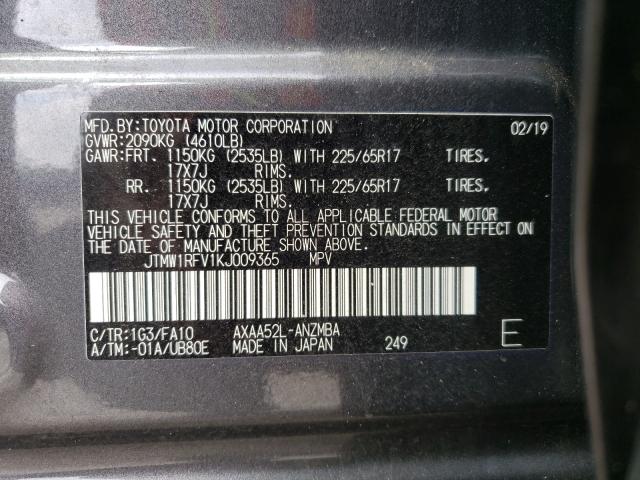 MFD.BY:TOYOTA MOTOR CORPORATION 02/19
GVWR:2090KG (4610LB)
GAWR:FRT. 1150KG (2535LB) WITH 225/65R17 TIRES.
17X7J RIMS.
RR. 1150KG (2535LB) WITH 225/65R17 TIRES.
17X7J RIMS.
THIS VEHICLE CONFORMS TO ALL APPLICABLE FEDERAL MOTOR
VEHICLE SAFETY AND THEFT PREVENTION STANDARDS IN EFFECT ON
THE DATE OF MANUFACTURE SHOWN ABOVE.
JTMW1RFV1KJ009365 MPV
C/TR:1G3/FA10 AXAA52L-ANZMBA
A/TM:-01A/UB80E MADE IN JAPAN 249 E